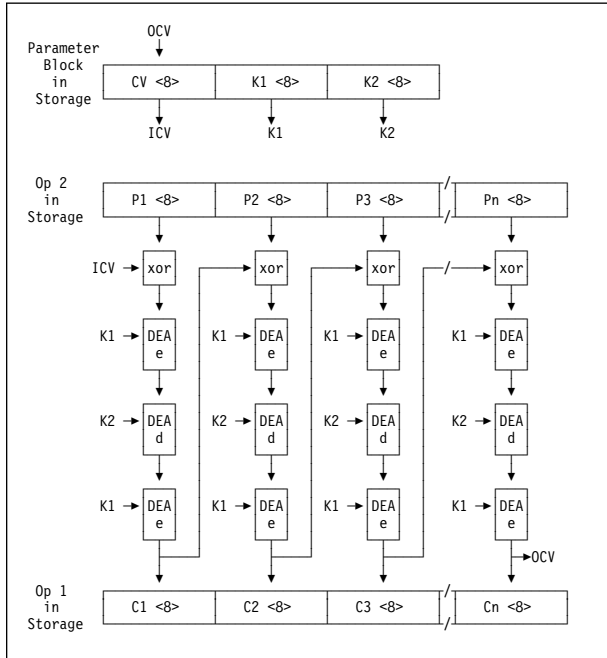 OCV
Parameter
Block
in
Storage
CV <8> K1 <8> K2 <8>
ICV K1 K2
Op 2
in
Storage
P1 <8> P2 <8> P3 <8> / Pn <8>
/
ICV xor xor xor / xor
K1 DEA K1 DEA K1 DEA K1 DEA
e e e e
K2 DEA K2 DEA K2 DEA K2 DEA
d d d d
K1 DEA K1 DEA K1 DEA K1 DEA
e e e e
OCV
Op 1
in
Storage
C1 <8> C2 <8> C3 <8> / Cn <8>
/